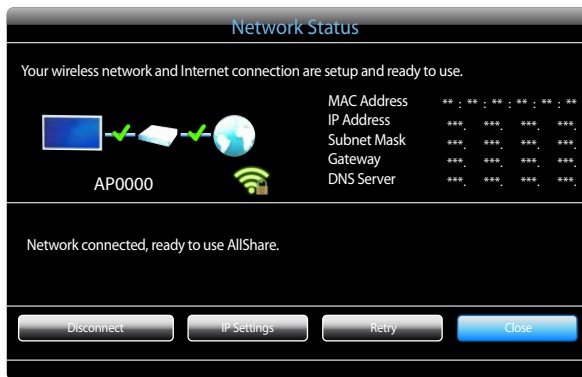 Network Status
Your wireless network and Internet connection are setup and ready to use.
MAC Address ** : ** : ** : ** : ** : **
IP Address ***. ***. ***. ***.
Subnet Mask ***. ***. ***. ***.
Gateway ***. ***. ***. ***.
DNS Server ***. ***. ***. ***.
AP0000
Network connected, ready to use AllShare.
Disconnect IP Settings Retry Close